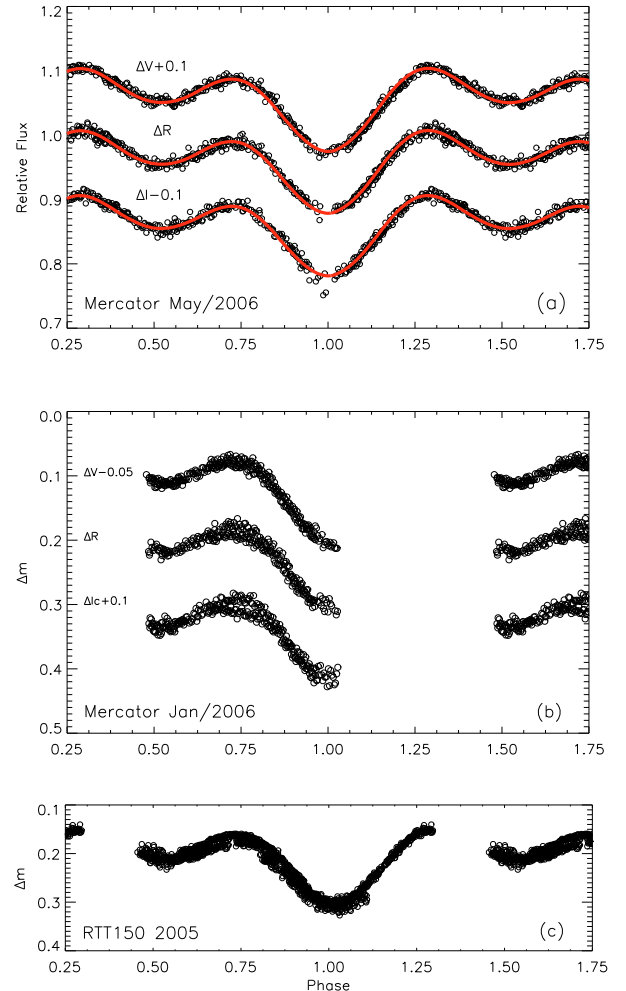 1.2
1.1
1.0
0.9
0.8
0.7
Relative Flux
ΔV+0.1
ΔR
ΔI−0.1
Mercator May/2006
(a)
0.25 0.50 0.75 1.00 1.25 1.50 1.75
0.0
0.1
0.2
0.3
0.4
0.5
Δm
ΔV−0.05
ΔR
ΔIc+0.1
Mercator Jan/2006
(b)
0.25 0.50 0.75 1.00 1.25 1.50 1.75
0.1
0.2
0.3
0.4
Δm
RTT150 2005
(c)
0.25 0.50 0.75 1.00 1.25 1.50 1.75
Phase